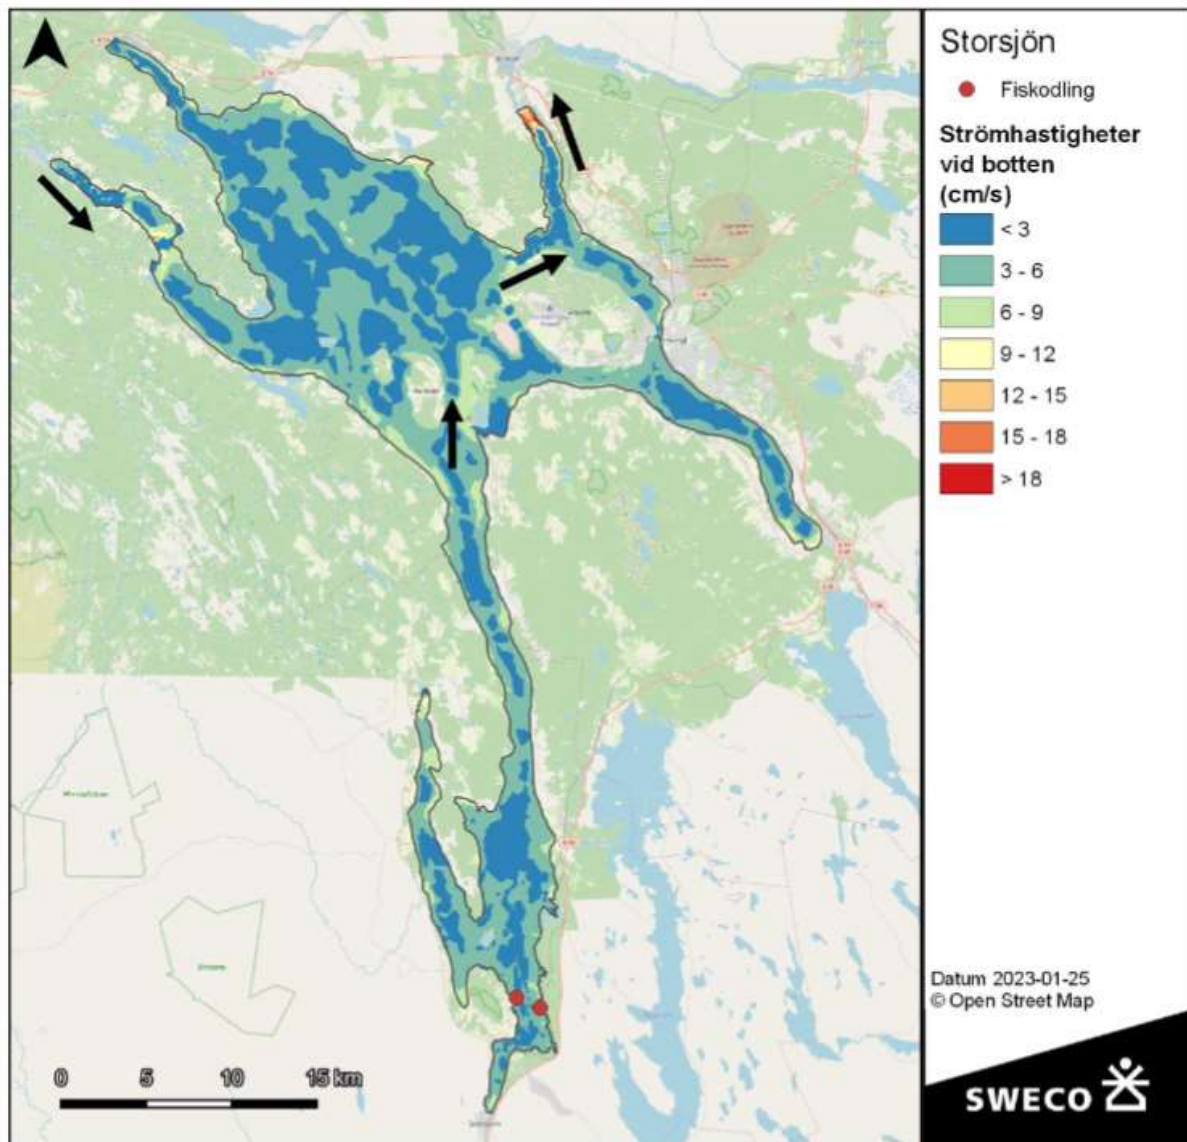 Storsjön
Fiskodling
Strömhastigheter
vid botten
(cm/s)
< 3
3 - 6
6 - 9
9 - 12
12 - 15
15 - 18
> 18
0 5 10 15 km
Datum 2023-01-25
© Open Street Map
SWECO